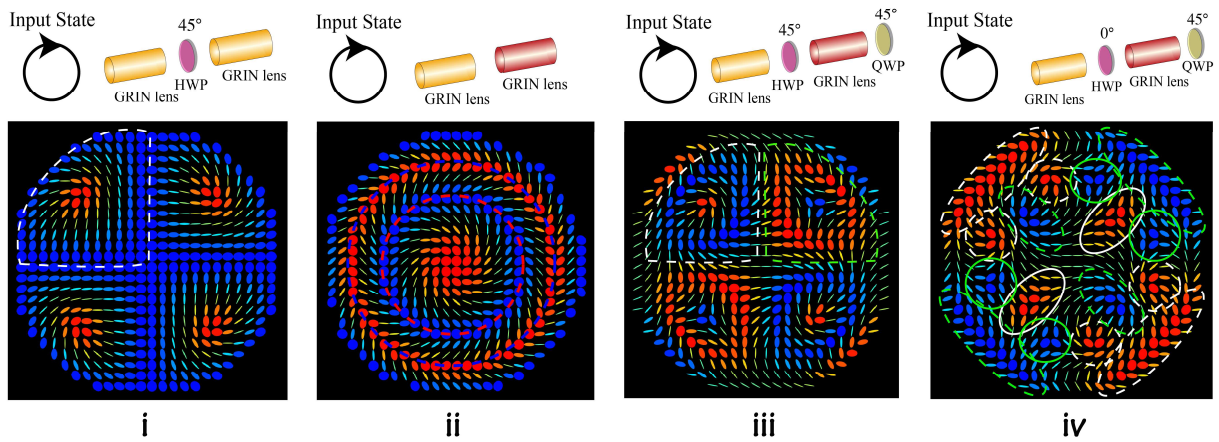 Input State
GRIN lens
45°
HWP
GRIN lens
i
Input State
GRIN lens
GRIN lens
ii
Input State
GRIN lens
45°
HWP
GRIN lens
45°
QWP
iii
Input State
GRIN lens
0°
HWP
GRIN lens
45°
QWP
iv